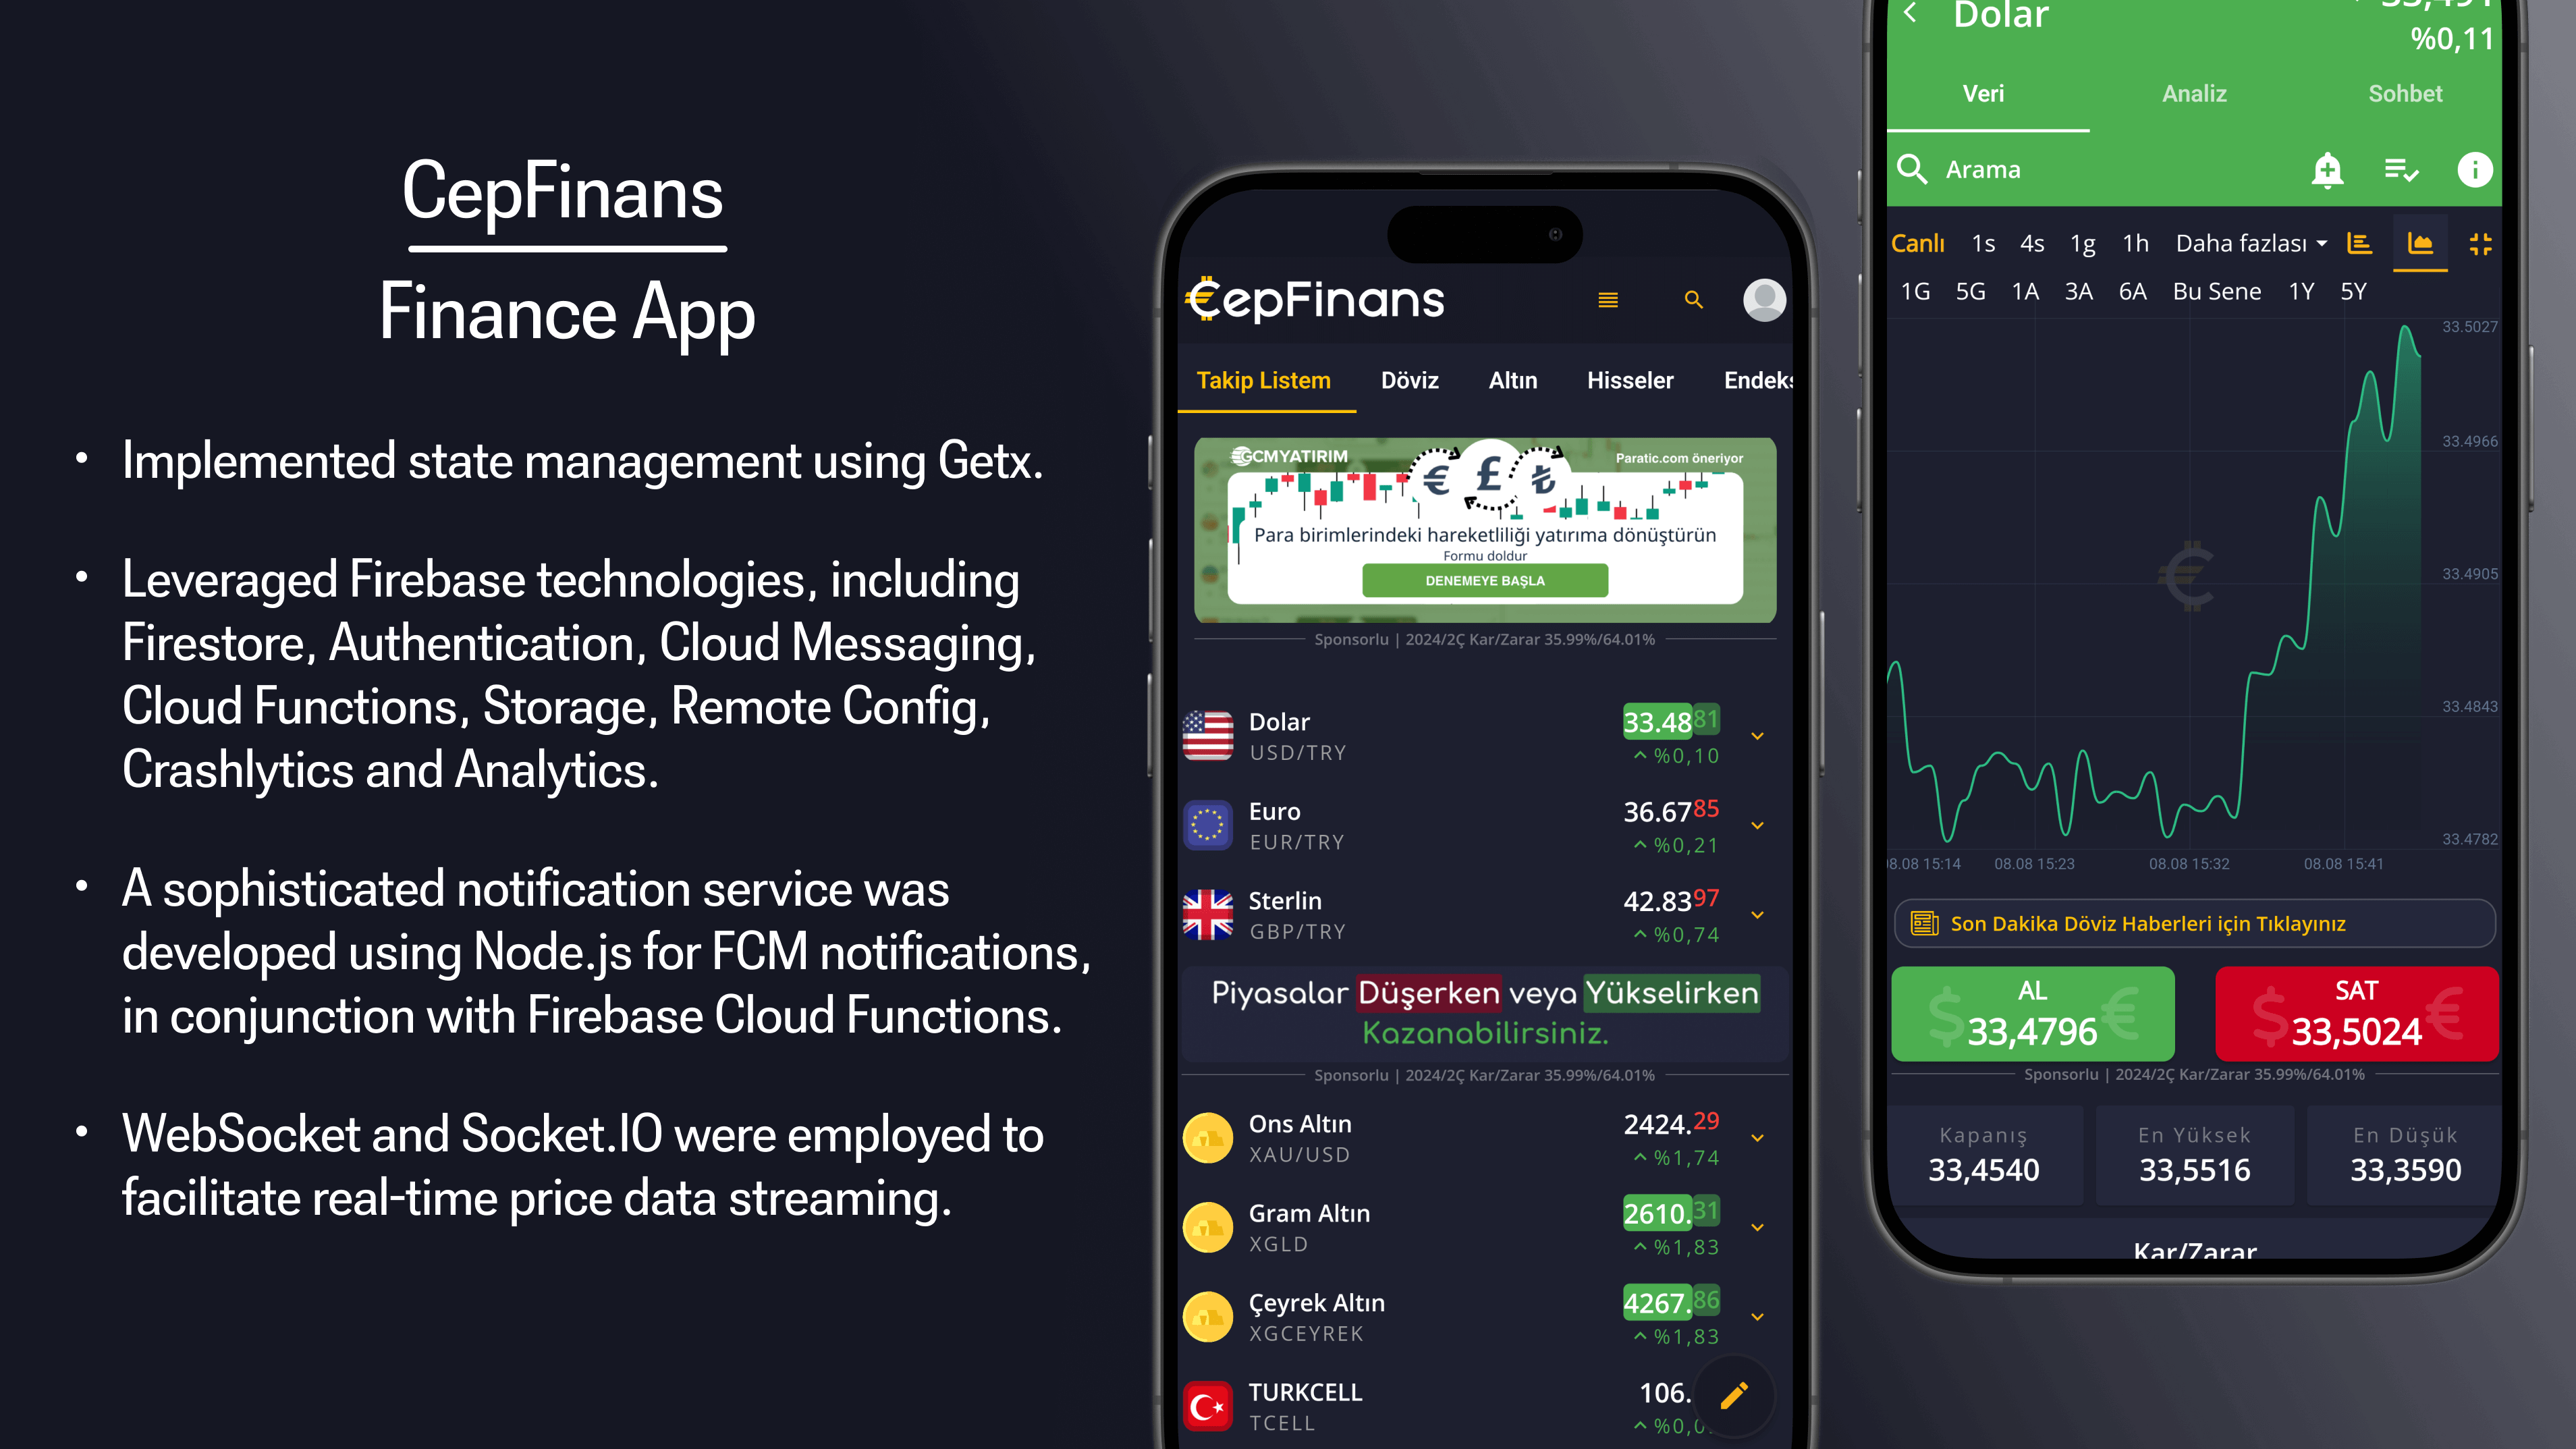 CepFinans
Finance App
• Implemented state management using Getx.
• Leveraged Firebase technologies, including
Firestore, Authentication, Cloud Messaging,
Cloud Functions, Storage, Remote Config,
Crashlytics and Analytics.
• A sophisticated notification service was
developed using Node.js for FCM notifications,
in conjunction with Firebase Cloud Functions.
• WebSocket and Socket.IO were employed to
facilitate real-time price data streaming.
CepFinans
Takip Listem Döviz Altın Hisseler Endeks
GCMYATIRIM € £ ₺ Paratic.com öneriyor
Para birimlerindeki hareketliliği yatırıma dönüştürün
Formu doldur
DENEMEYE BAŞLA
Sponsorlu | 2024/2Ç Kar/Zarar 35.99%/64.01%
Dolar 33.4881
USD/TRY %0,10
Euro 36.6785
EUR/TRY %0,21
Sterlin 42.8397
GBP/TRY %0,74
Piyasalar Düşerken veya Yükselirken
Kazanabilirsiniz.
Sponsorlu | 2024/2Ç Kar/Zarar 35.99%/64.01%
Ons Altın 2424.29
XAU/USD %1,74
Gram Altın 2610.31
XGLD %1,83
Çeyrek Altın 4267.86
XGCEYREK %1,83
TURKCELL 106.
TCELL %0,0
Dolar 33,491
%0,11
Veri Analiz Sohbet
Arama
Canlı 1s 4s 1g 1h Daha fazlası
1G 5G 1A 3A 6A Bu Sene 1Y 5Y
33.5027
33.4966
33.4905
33.4843
33.4782
8.08 15:14 08.08 15:23 08.08 15:32 08.08 15:41
Son Dakika Döviz Haberleri için Tıklayınız
AL SAT
$ 33,4796 € $ 33,5024 €
Sponsorlu | 2024/2Ç Kar/Zarar 35.99%/64.01%
Kapanış En Yüksek En Düşük
33,4540 33,5516 33,3590
Kar/Zarar